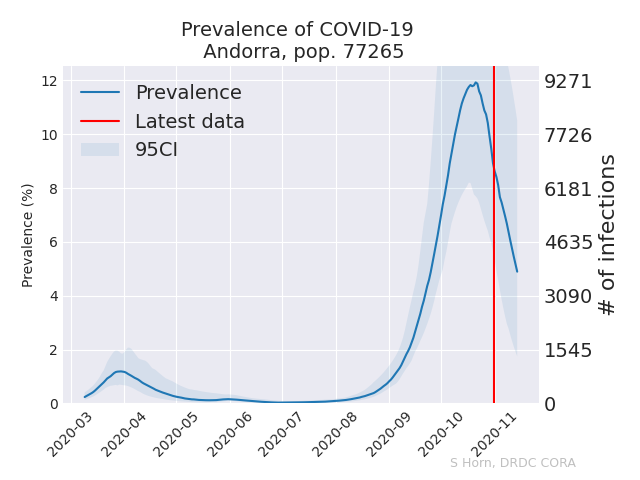 Prevalence of COVID-19
Andorra, pop. 77265
Prevalence
Latest data
95CI
Prevalence (%)
12
10
8
6
4
2
0
9271
7726
6181
4635
3090
1545
0
# of infections
2020-03
2020-04
2020-05
2020-06
2020-07
2020-08
2020-09
2020-10
2020-11
S Horn, DRDC CORA